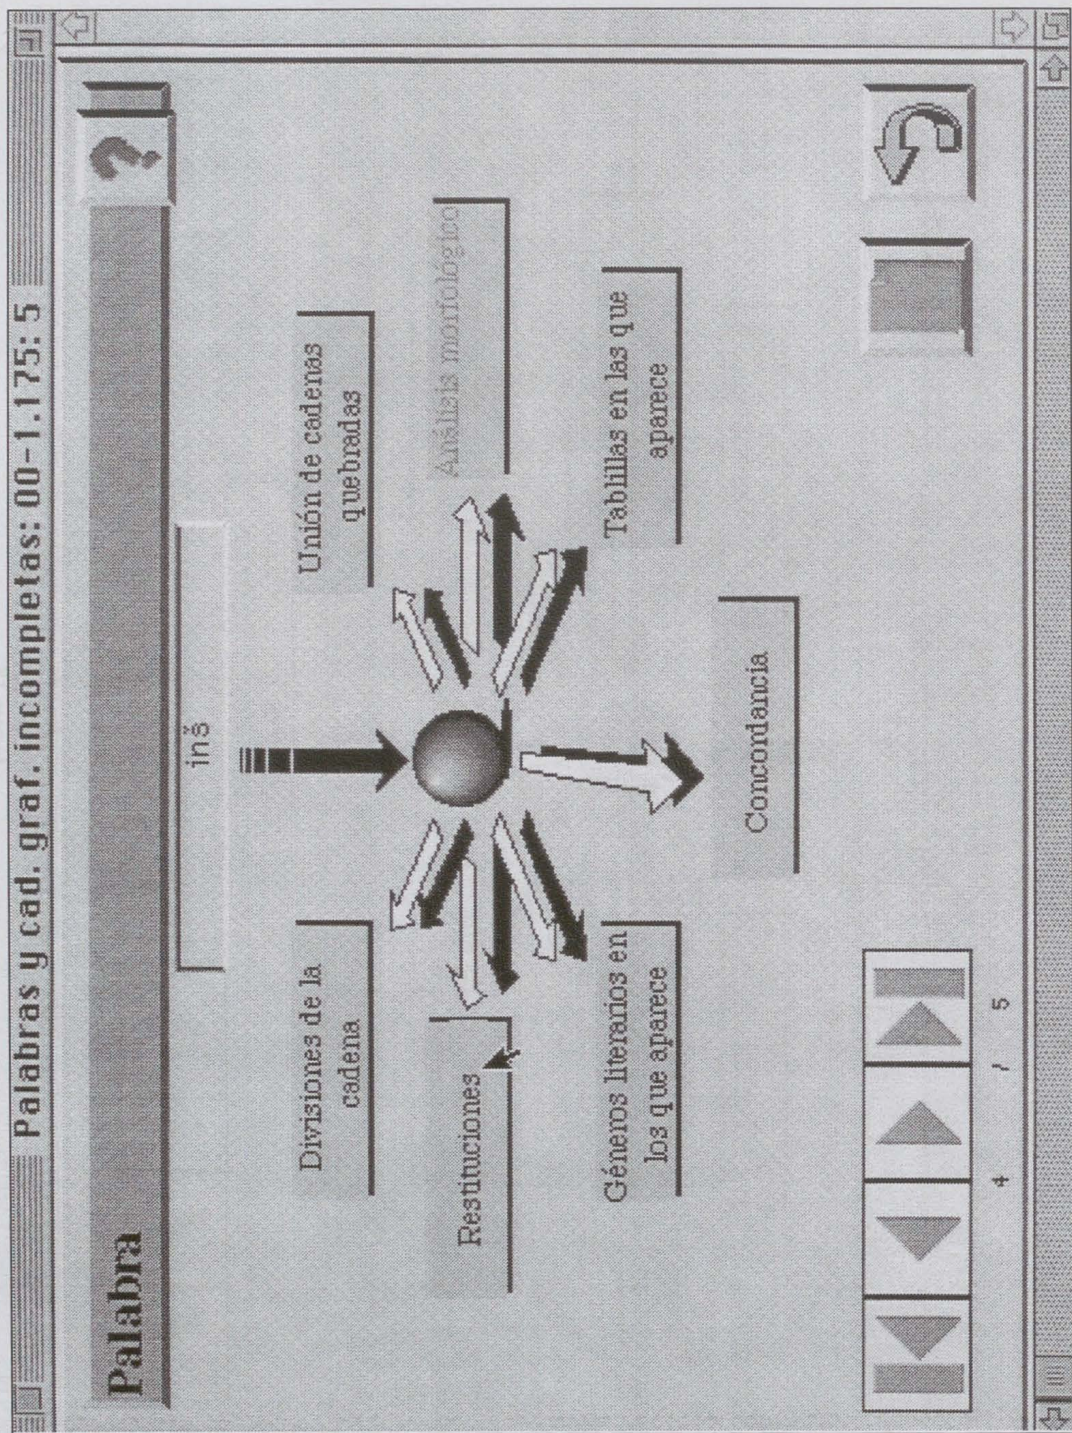 Palabras y cad. graf. incompletas: 00-1.175: 5
Palabra
?
inš
Divisiones de la
cadena
Unión de cadenas
quebradas
Restituciones
Análisis morfológico
Géneros literarios en
los que aparece
Tablillas en las que
aparece
Concordancia
4 / 5